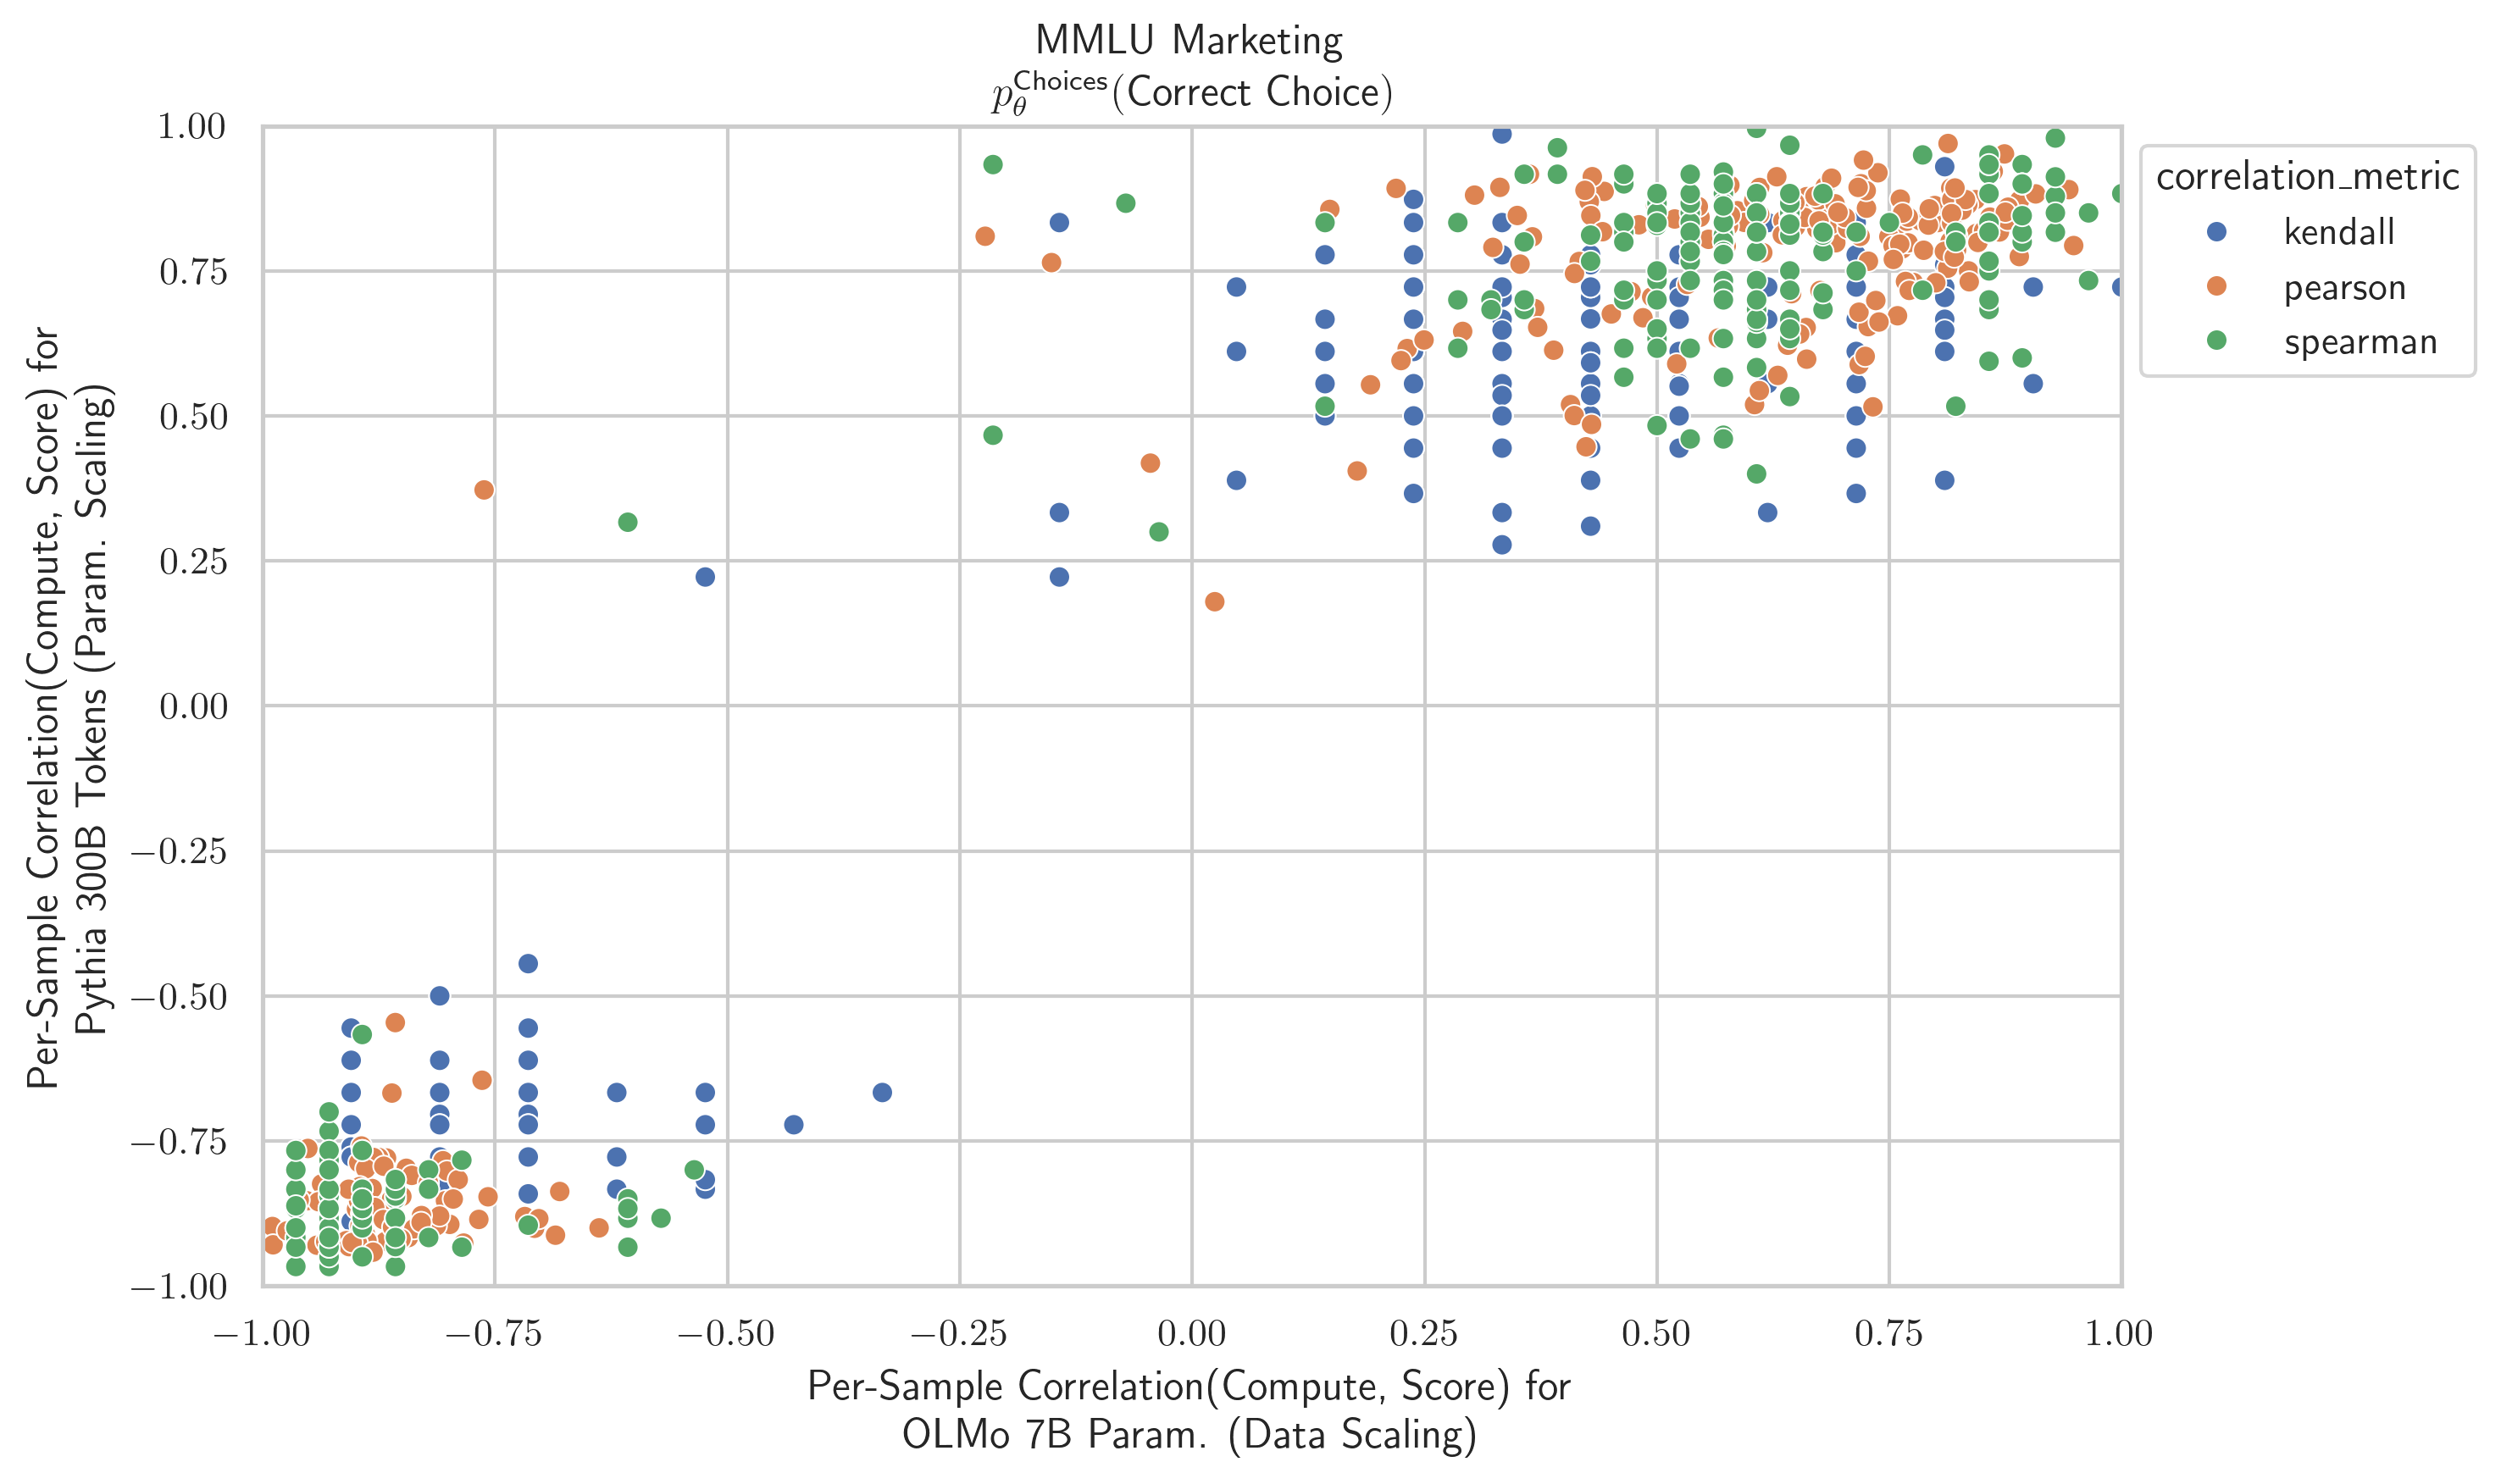 MMLU Marketing
p_θ^Choices(Correct Choice)
1.00
0.75
0.50
0.25
0.00
−0.25
−0.50
−0.75
−1.00
Per-Sample Correlation(Compute, Score) for
Pythia 300B Tokens (Param. Scaling)
−1.00 −0.75 −0.50 −0.25 0.00 0.25 0.50 0.75 1.00
Per-Sample Correlation(Compute, Score) for
OLMo 7B Param. (Data Scaling)
correlation_metric
kendall
pearson
spearman